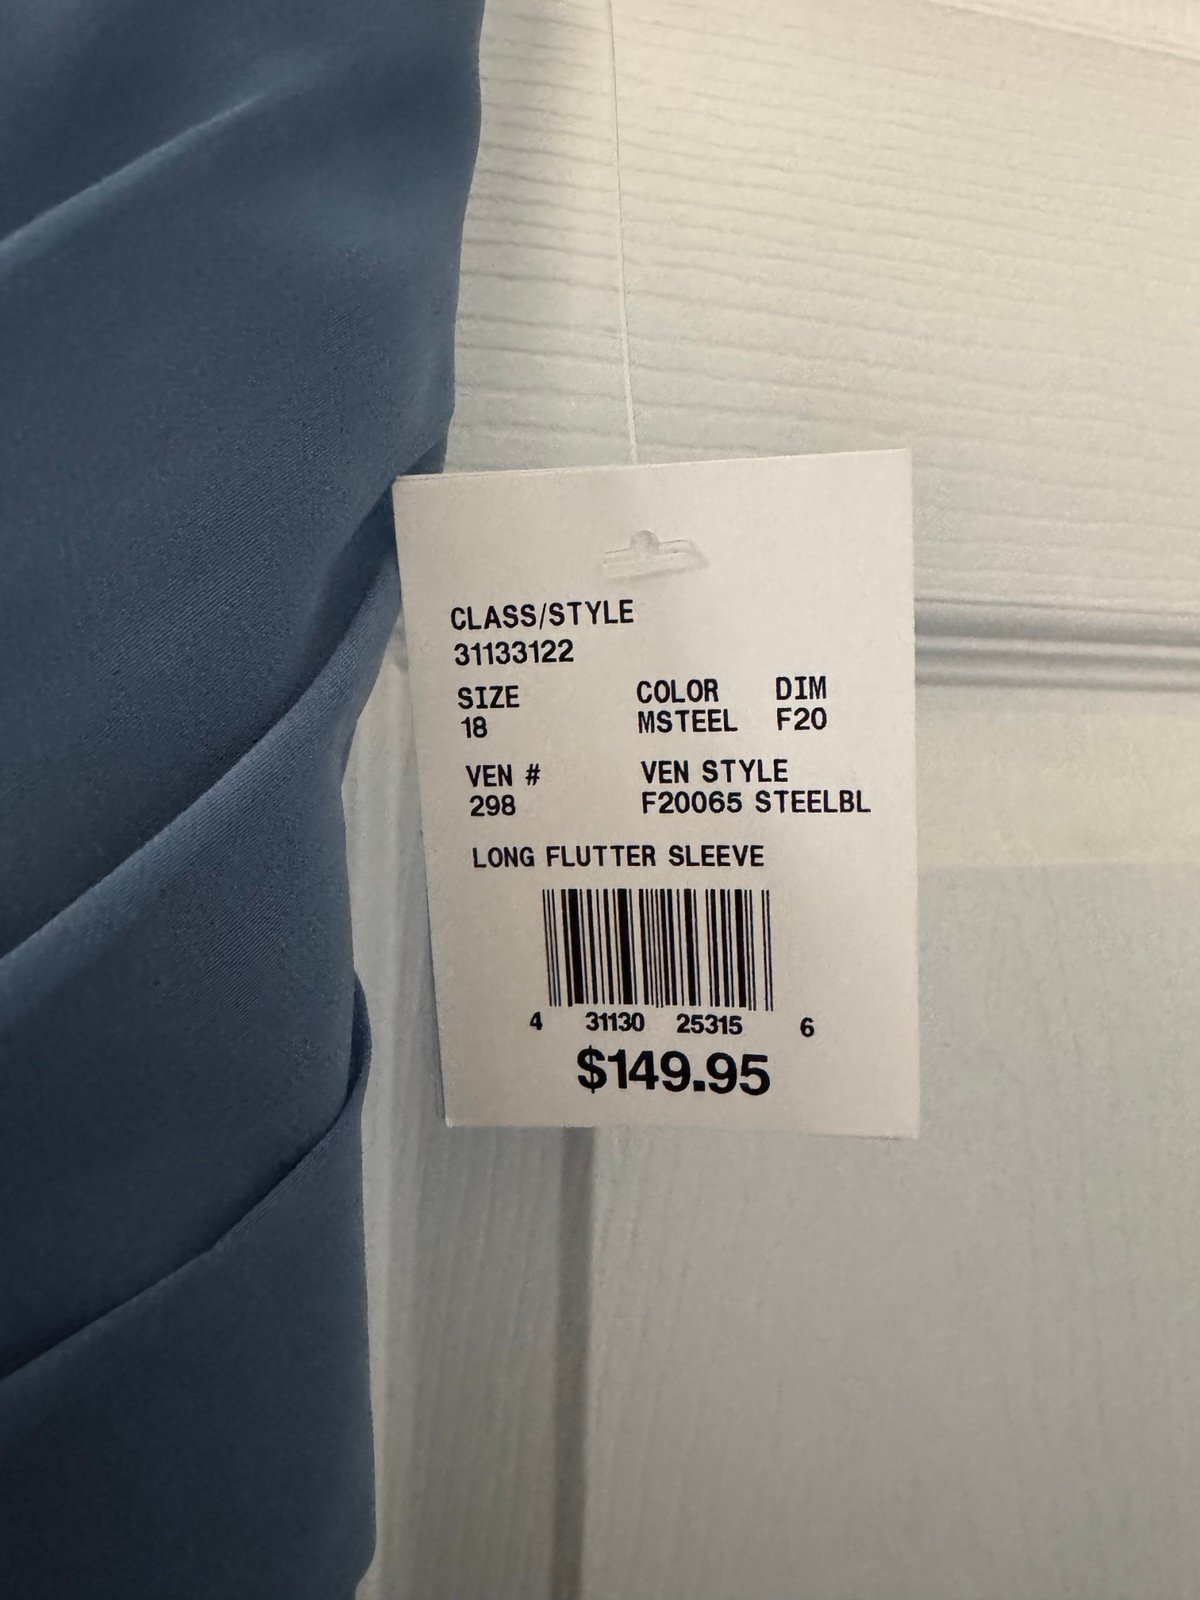 CLASS/STYLE
31133122
SIZE COLOR DIM
18 MSTEEL F20
VEN # VEN STYLE
298 F20065 STEELBL
LONG FLUTTER SLEEVE
4 31130 25315 6
$149.95